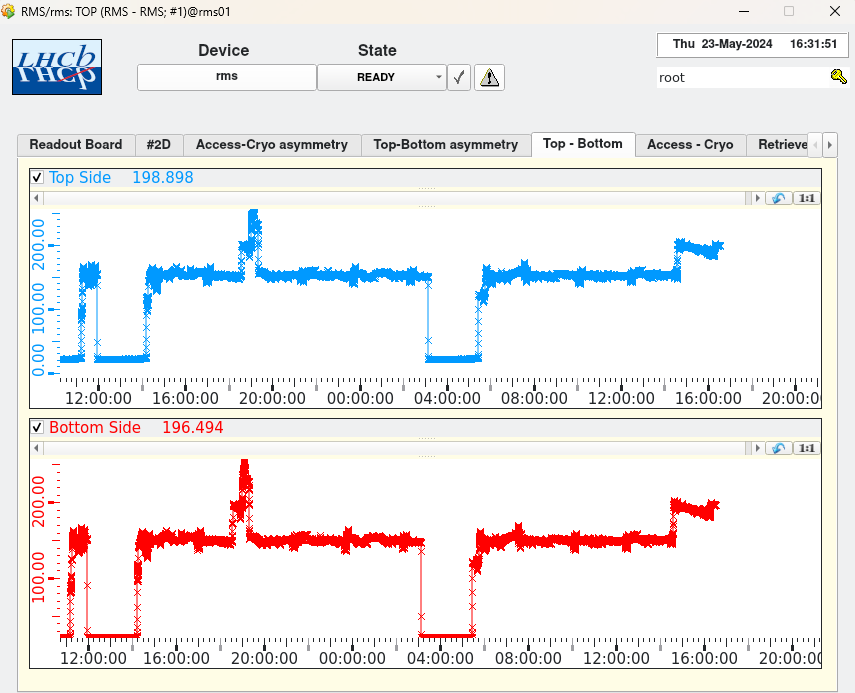 RMS/rms: TOP (RMS - RMS; #1)@rms01
LHCb
Device State
Thu 23-May-2024 16:31:51
rms READY
root
Readout Board #2D Access-Cryo asymmetry Top-Bottom asymmetry Top - Bottom Access - Cryo Retrieve
Top Side 198.898
1:1
200.00
100.00
0.00
12:00:00 16:00:00 20:00:00 00:00:00 04:00:00 08:00:00 12:00:00 16:00:00 20:00:0
Bottom Side 196.494
1:1
200.00
100.00
12:00:00 16:00:00 20:00:00 00:00:00 04:00:00 08:00:00 12:00:00 16:00:00 20:00:0